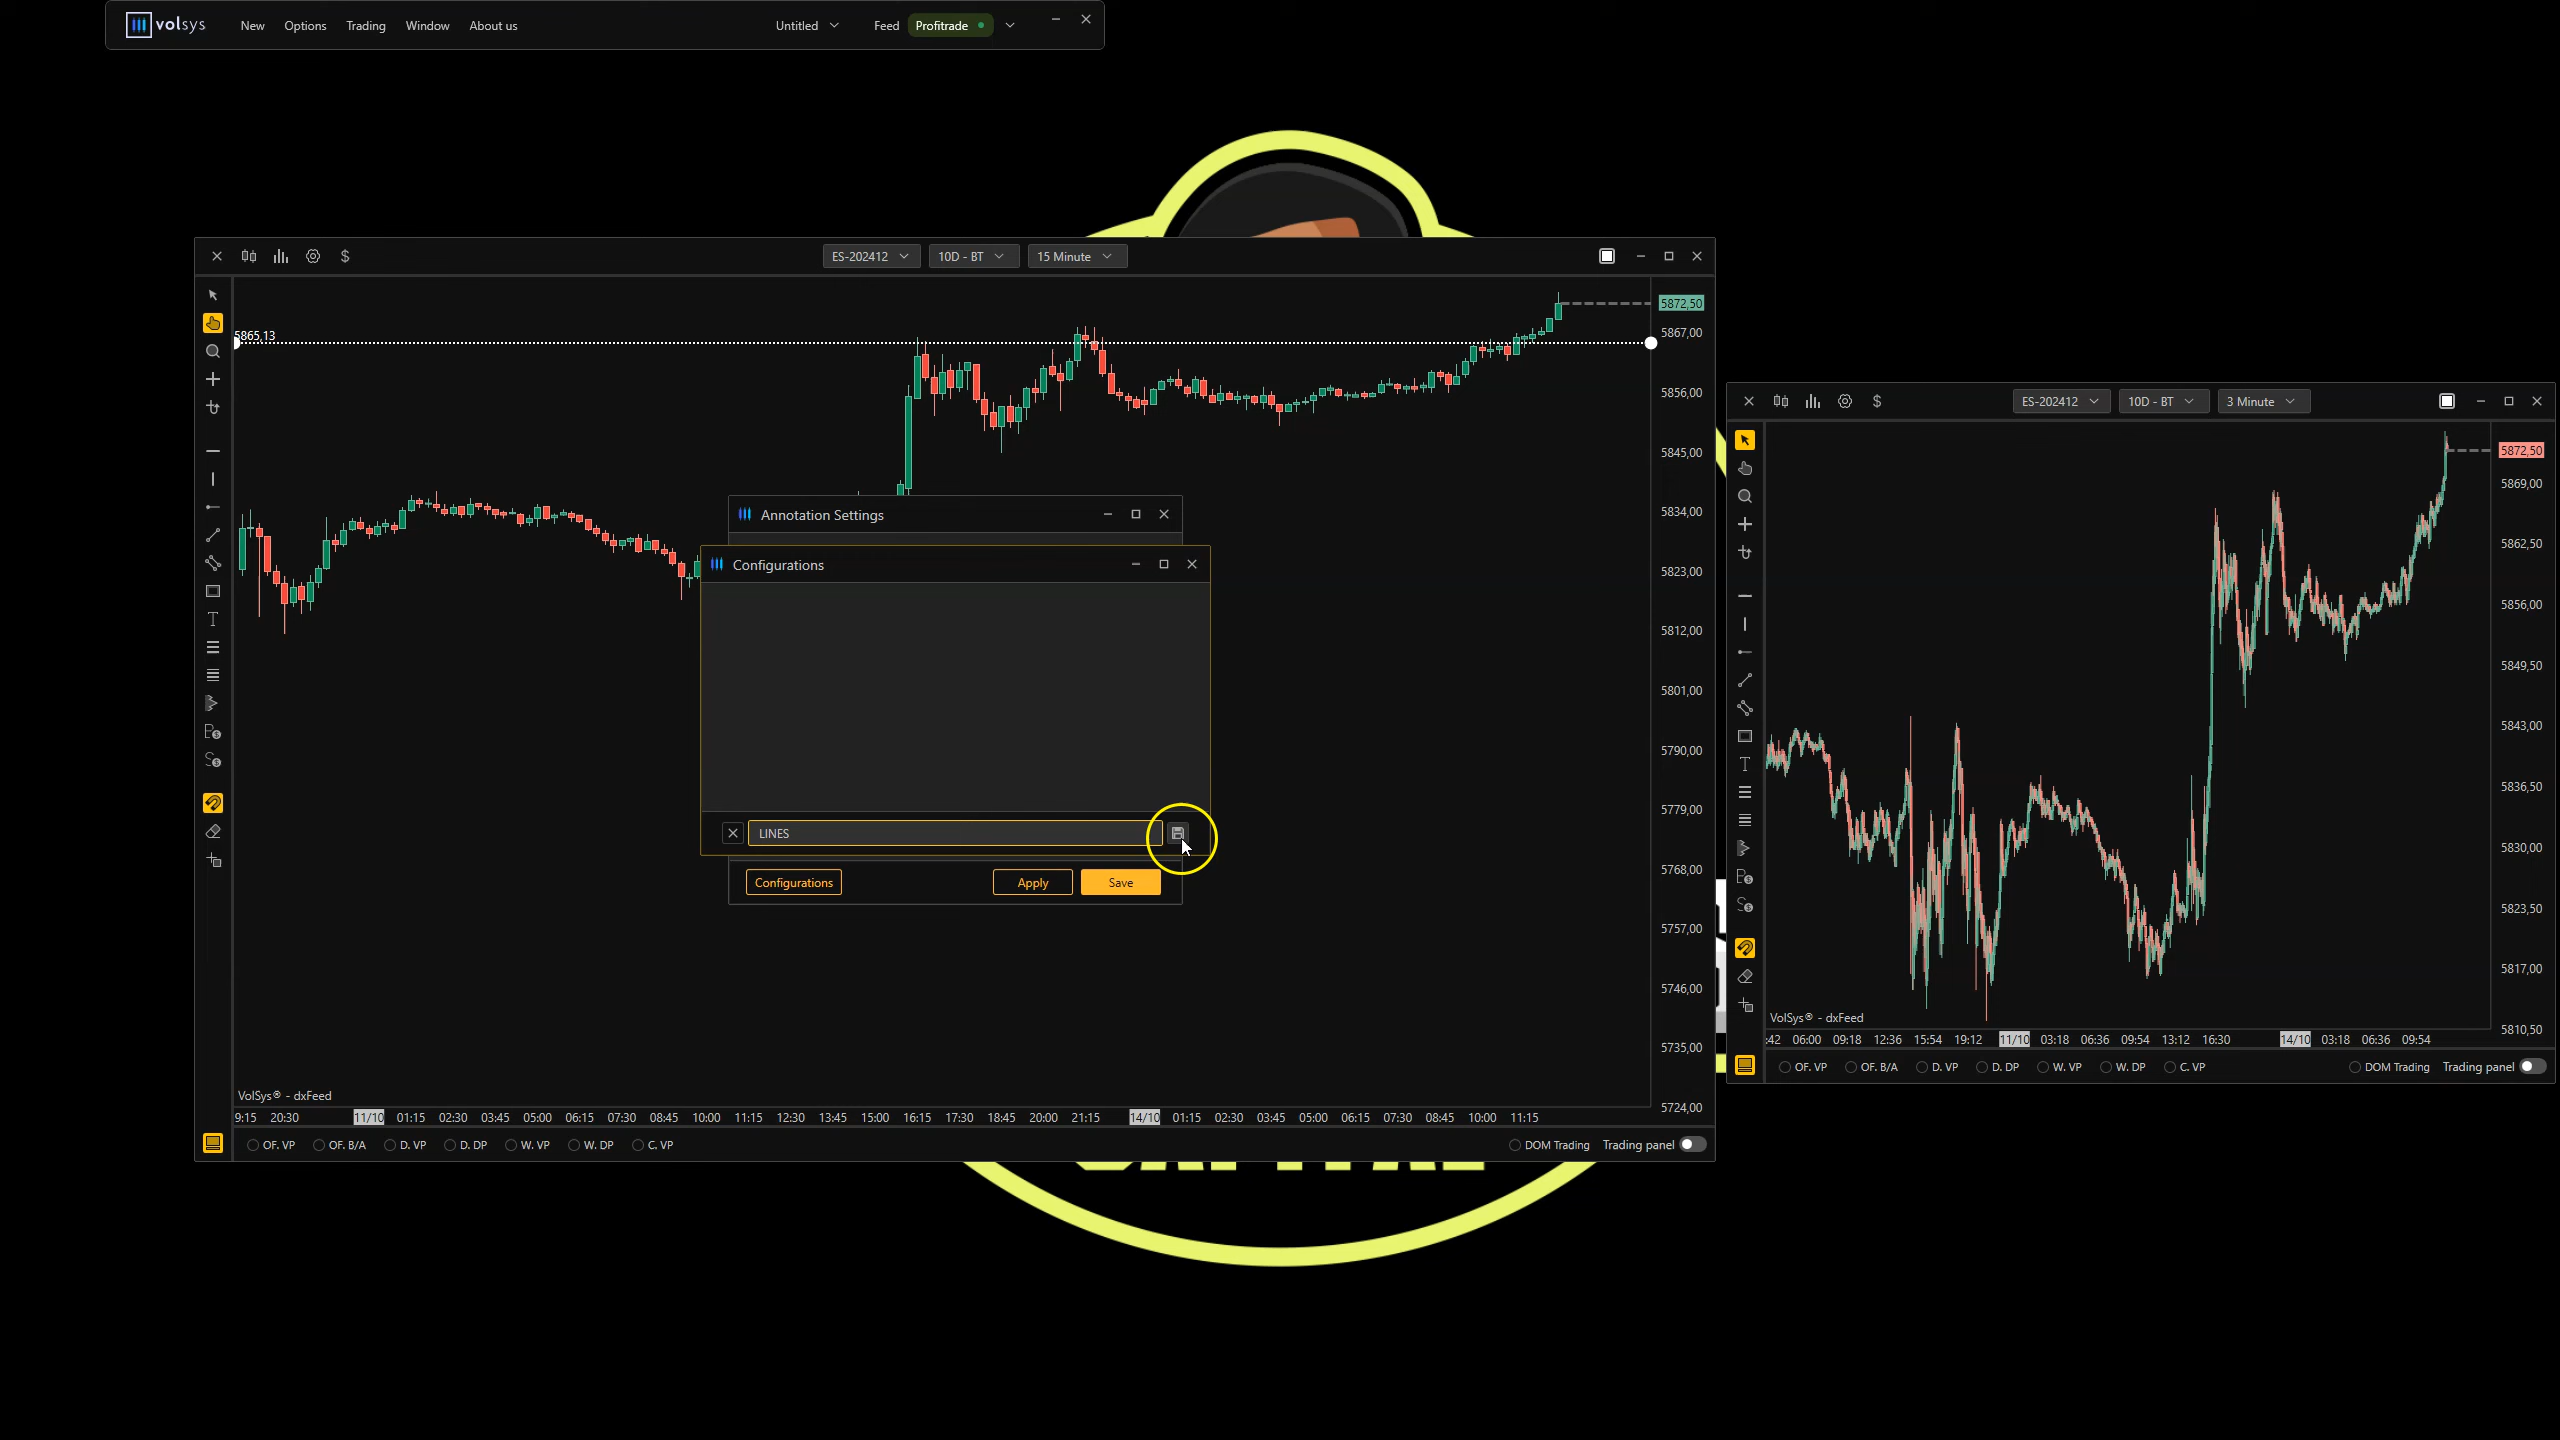 volsys New Options Trading Window About us Untitled Feed Profitrade
$ ES-202412 10D - BT 15 Minute
5872,50
5865,13
5867,00
5856,00
5845,00
5834,00
5823,00
5812,00
5801,00
5790,00
5779,00
5768,00
5757,00
5746,00
5735,00
5724,00
Annotation Settings
Configurations
LINES
Configurations Apply Save
VolSys® - dxFeed
9:15 20:30 11/10 01:15 02:30 03:45 05:00 06:15 07:30 08:45 10:00 11:15 12:30 13:45 15:00 16:15 17:30 18:45 20:00 21:15 14/10 01:15 02:30 03:45 05:00 06:15 07:30 08:45 10:00 11:15
OF. VP OF. B/A D. VP D. DP W. VP W. DP C. VP DOM Trading Trading panel
$ ES-202412 10D - BT 3 Minute
5872,50
5869,00
5862,50
5856,00
5849,50
5843,00
5836,50
5830,00
5823,50
5817,00
5810,50
VolSys® - dxFeed
:42 06:00 09:18 12:36 15:54 19:12 11/10 03:18 06:36 09:54 13:12 16:30 14/10 03:18 06:36 09:54
OF. VP OF. B/A D. VP D. DP W. VP W. DP C. VP DOM Trading Trading panel